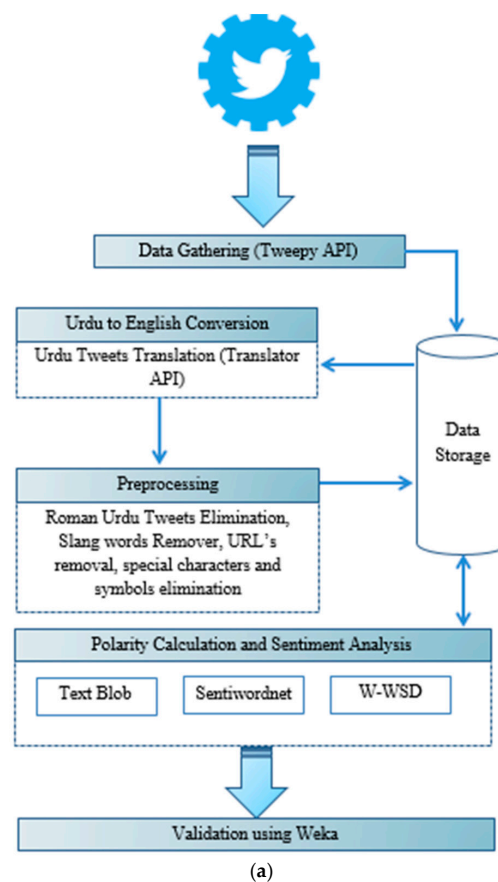 Data Gathering (Tweepy API)
Urdu to English Conversion
Urdu Tweets Translation (Translator
API)
Data
Storage
Preprocessing
Roman Urdu Tweets Elimination,
Slang words Remover, URL's
removal, special characters and
symbols elimination
Polarity Calculation and Sentiment Analysis
Text Blob
Sentiwordnet
W-WSD
Validation using Weka
(a)